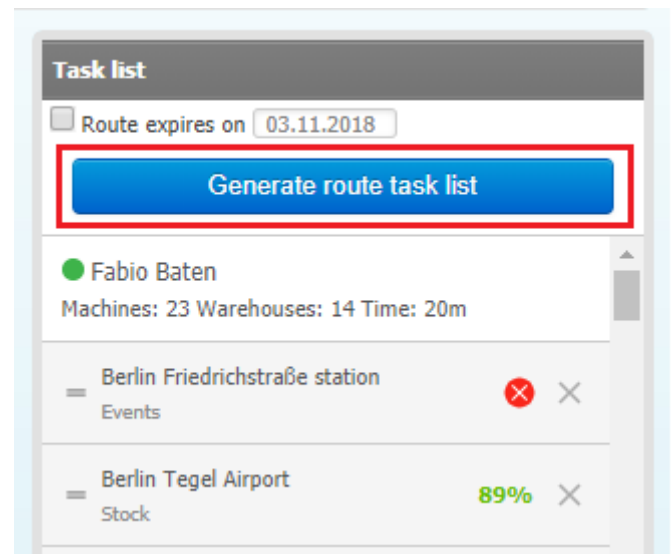 Task list
Route expires on 03.11.2018
Generate route task list
Fabio Baten
Machines: 23 Warehouses: 14 Time: 20m
Berlin Friedrichstraße station
Events
Berlin Tegel Airport
89%
Stock